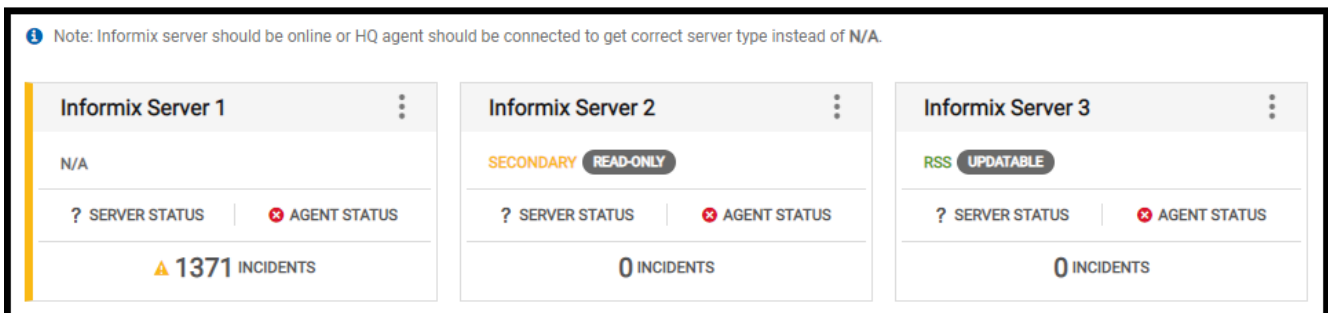 Note: Informix server should be online or HQ agent should be connected to get correct server type instead of N/A.
Informix Server 1
N/A
? SERVER STATUS
AGENT STATUS
1371 INCIDENTS
Informix Server 2
SECONDARY READ-ONLY
? SERVER STATUS
AGENT STATUS
0 INCIDENTS
Informix Server 3
RSS UPDATABLE
? SERVER STATUS
AGENT STATUS
0 INCIDENTS